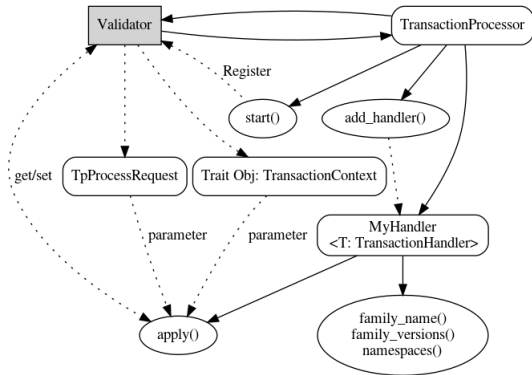 Validator
TransactionProcessor
Register
start()
add_handler()
get/set
TpProcessRequest
Trait Obj: TransactionContext
parameter
parameter
MyHandler
<T: TransactionHandler>
apply()
family_name()
family_versions()
namespaces()